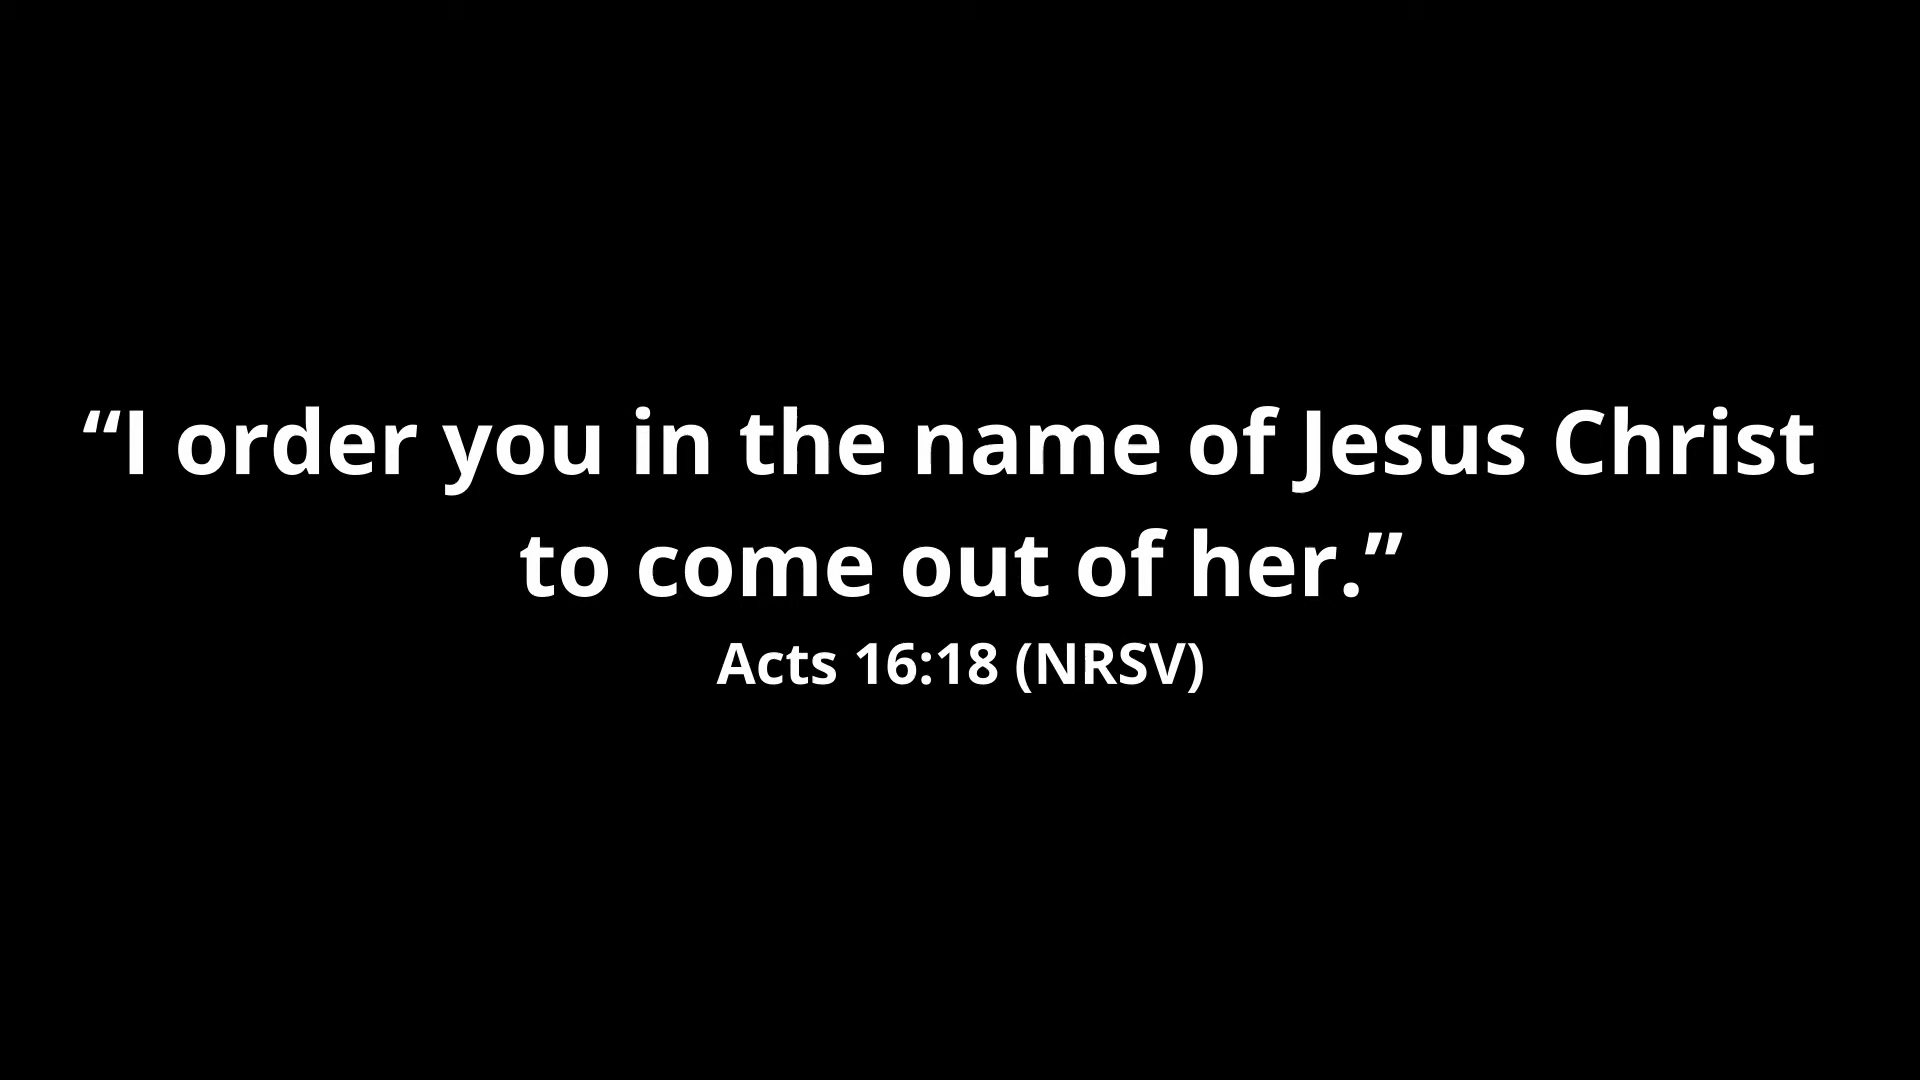 “I order you in the name of Jesus Christ
to come out of her.”
Acts 16:18 (NRSV)